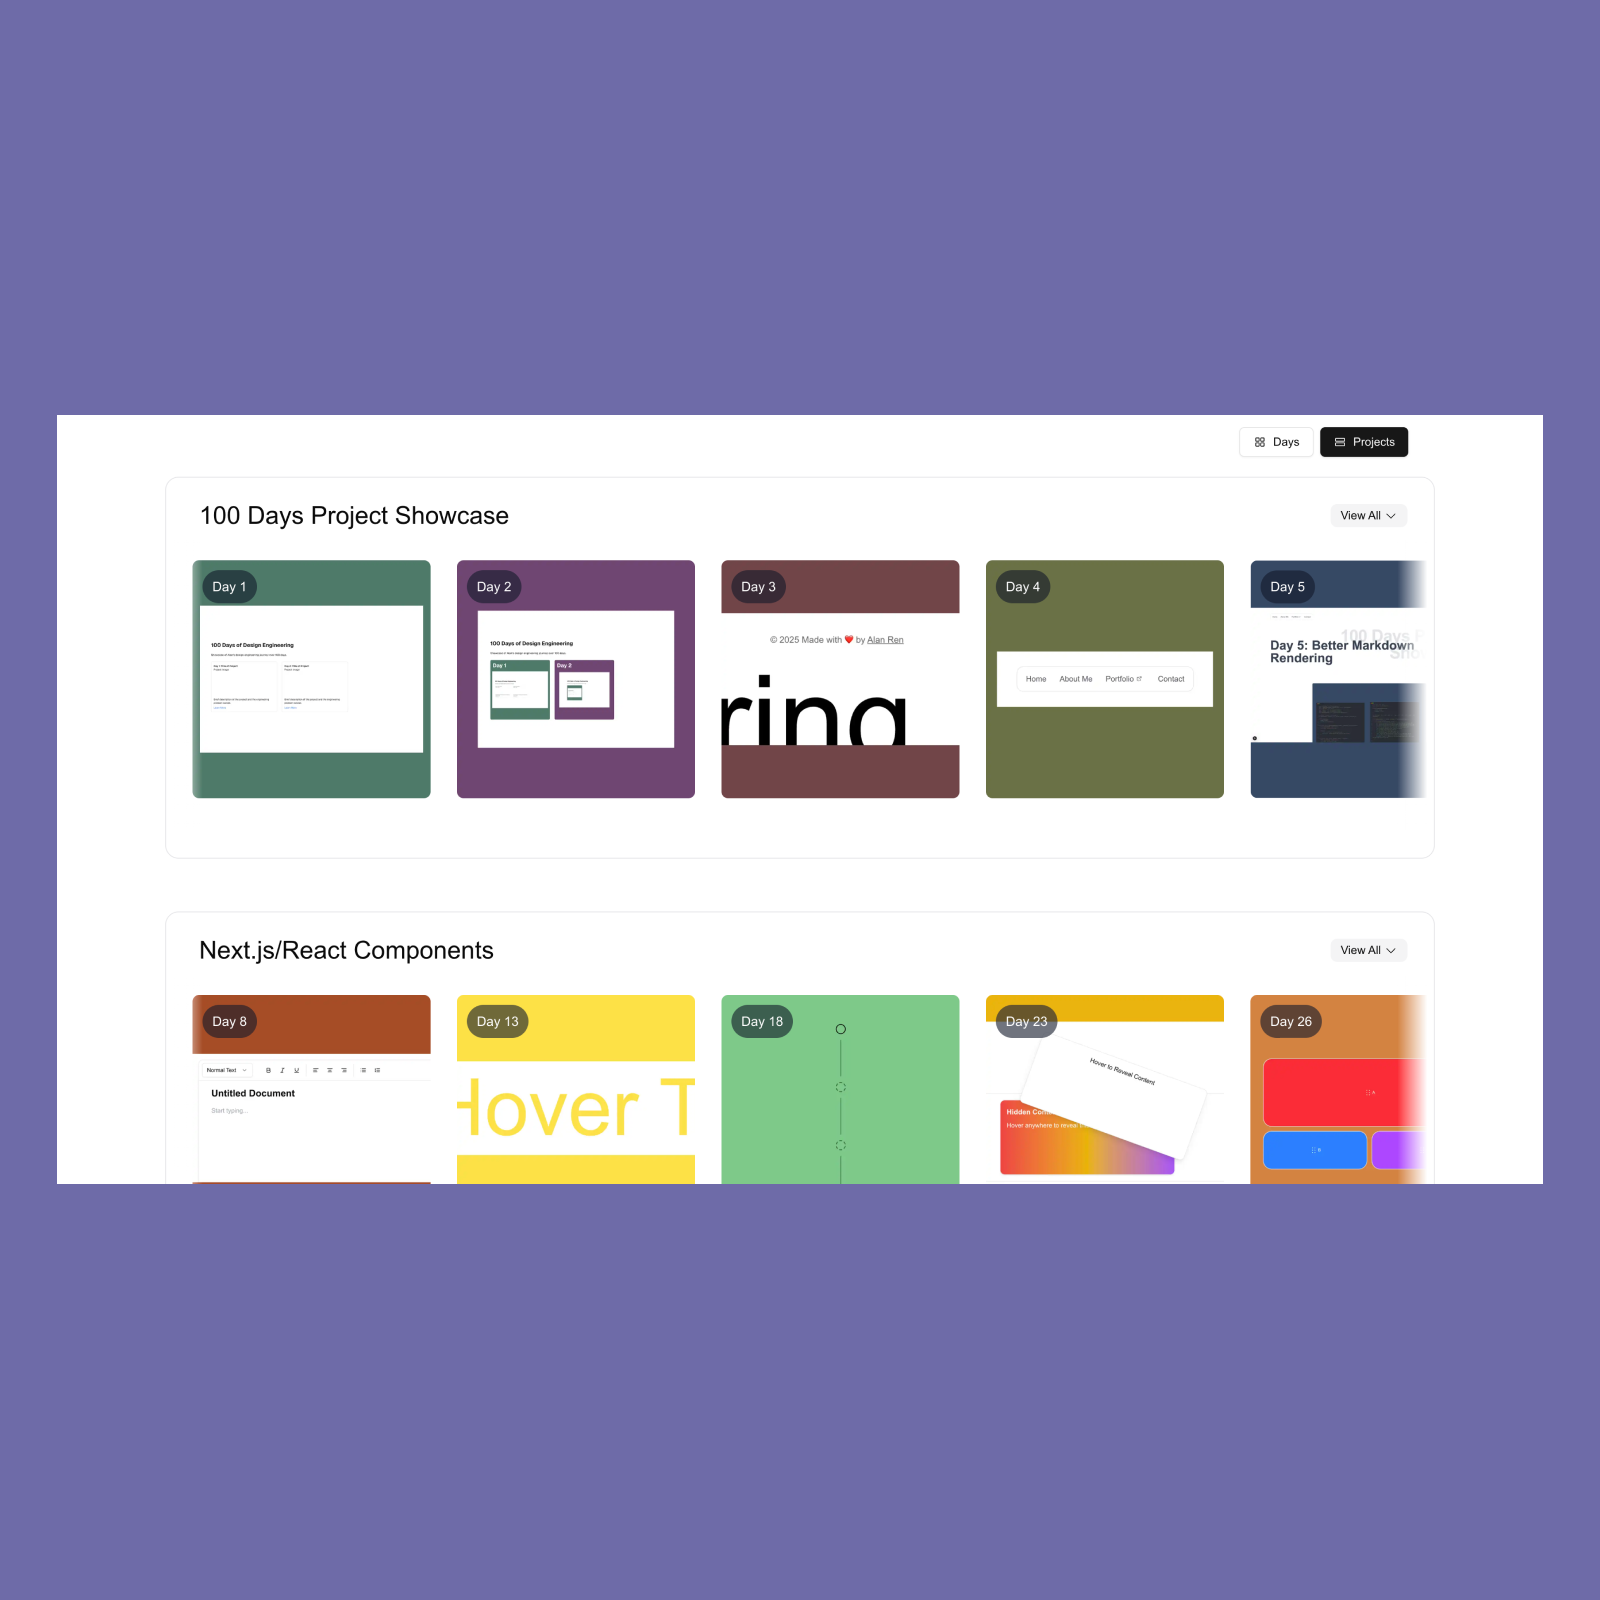 Days
Projects
100 Days Project Showcase
View All
Day 1
100 Days of Design Engineering
Day 2
100 Days of Design Engineering
Day 1
Day 2
Day 3
© 2025 Made with ❤️ by Alan Ren
ring
Day 4
Home About Me Portfolio Contact
Day 5
Day 5: Better Markdown
Rendering
Next.js/React Components
View All
Day 8
Normal Text B I U
Untitled Document
Start typing...
Day 13
Hover T
Day 18
Day 23
Hover to Reveal Content
Hidden Con
Hover anywhere to reveal
Day 26
A
B